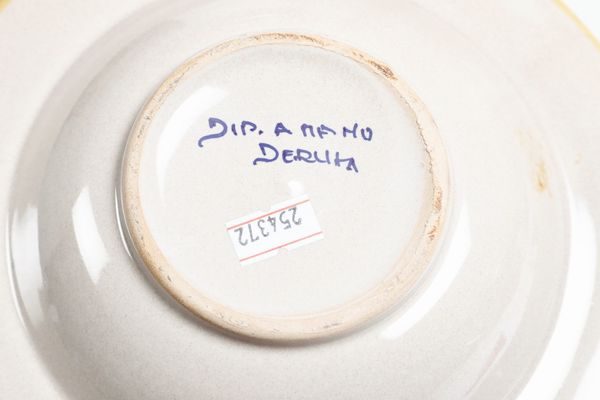 DIP. A MANO
DERUTA
254372